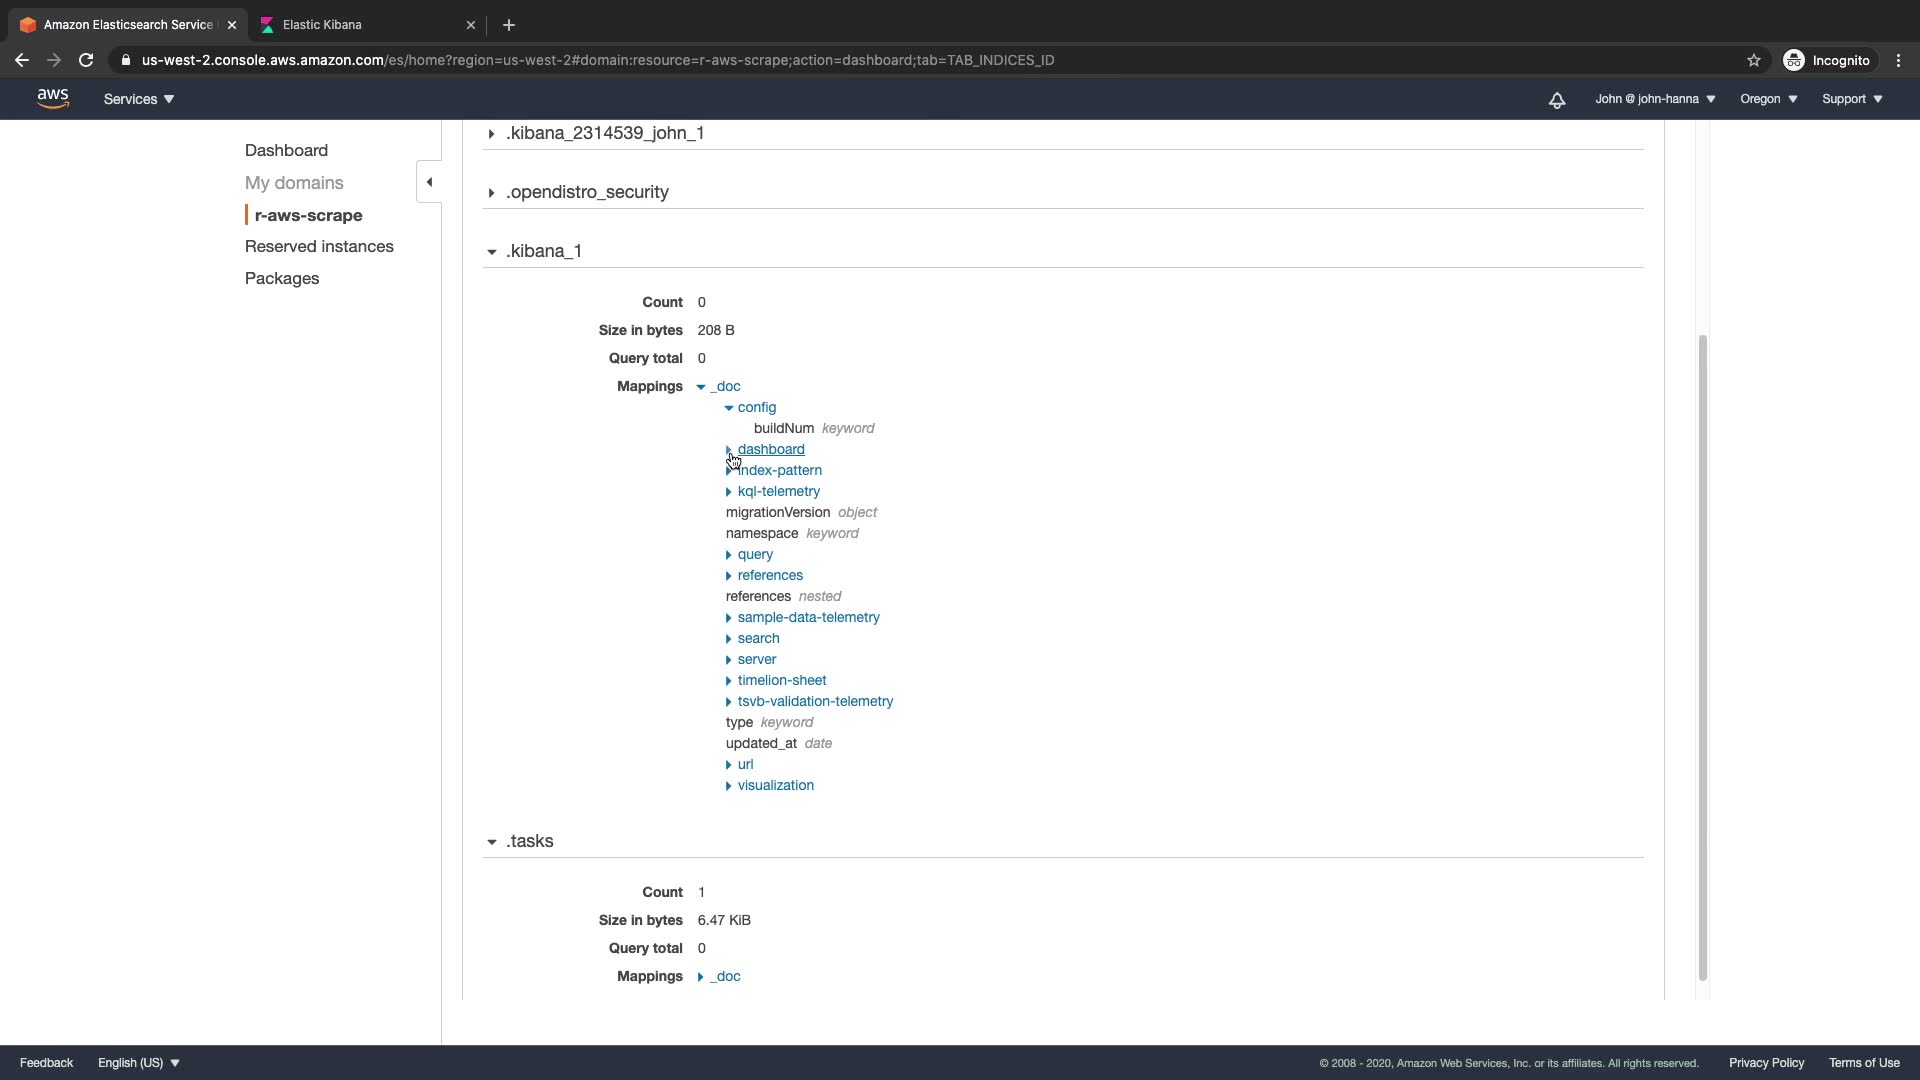 Amazon Elasticsearch Service
Elastic Kibana
us-west-2.console.aws.amazon.com/es/home?region=us-west-2#domain:resource=r-aws-scrape;action=dashboard;tab=TAB_INDICES_ID
Incognito
aws
Services
John @ john-hanna
Oregon
Support
Dashboard
My domains
r-aws-scrape
Reserved instances
Packages
.kibana_2314539_john_1
.opendistro_security
.kibana_1
Count 0
Size in bytes 208 B
Query total 0
Mappings _doc
config
buildNum keyword
dashboard
index-pattern
kql-telemetry
migrationVersion object
namespace keyword
query
references
references nested
sample-data-telemetry
search
server
timelion-sheet
tsvb-validation-telemetry
type keyword
updated_at date
url
visualization
.tasks
Count 1
Size in bytes 6.47 KiB
Query total 0
Mappings _doc
Feedback
English (US)
© 2008 - 2020, Amazon Web Services, Inc. or its affiliates. All rights reserved.
Privacy Policy
Terms of Use